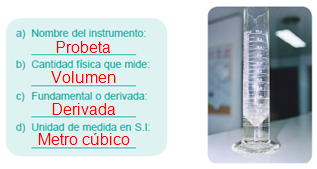 a) Nombre del instrumento:
Probeta
b) Cantidad física que mide:
Volumen
c) Fundamental o derivada:
Derivada
d) Unidad de medida en S.I:
Metro cúbico